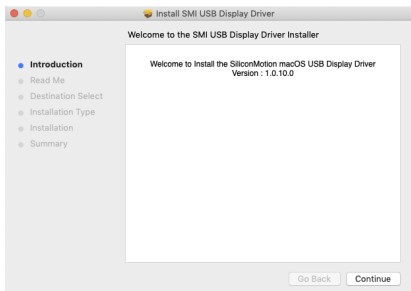 Install SMI USB Display Driver
Welcome to the SMI USB Display Driver Installer
Introduction
Read Me
Destination Select
Installation Type
Installation
Summary
Welcome to Install the SiliconMotion macOS USB Display Driver
Version : 1.0.10.0
Go Back
Continue